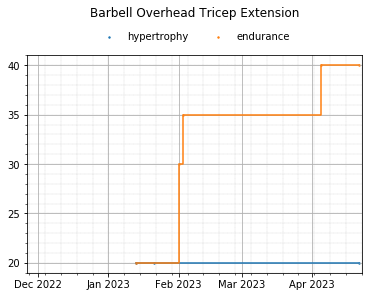 Barbell Overhead Tricep Extension
hypertrophy endurance
40
35
30
25
20
Dec 2022 Jan 2023 Feb 2023 Mar 2023 Apr 2023